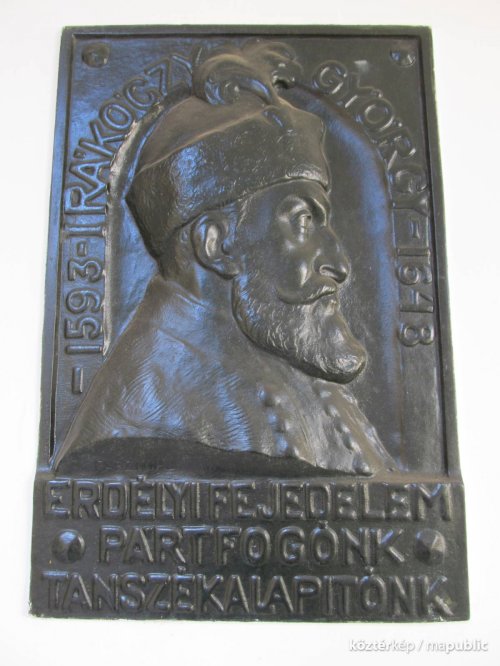 - 1593 - I RÁKÓCZY GYÖRGY - 1648
ERDÉLYI FEJEDELEM
PÁRTFOGÓNK
TANSZÉKALAPITÓNK
köztérkép / mapublic